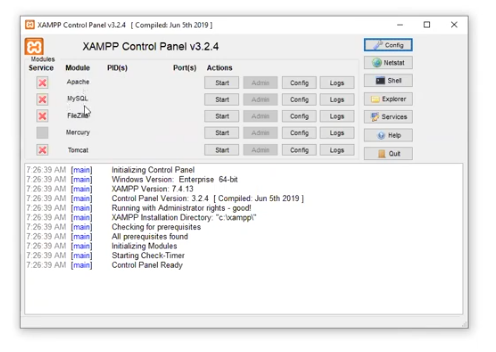 XAMPP Control Panel v3.2.4 [ Compiled: Jun 5th 2019 ]
XAMPP Control Panel v3.2.4
Config
Modules
Service Module PID(s) Port(s) Actions
Netstat
Apache Start Admin Config Logs
Shell
MySQL Start Admin Config Logs
Explorer
FileZilla Start Admin Config Logs
Services
Mercury Start Admin Config Logs
Help
Tomcat Start Admin Config Logs
Quit
7:26:39 AM [main] Initializing Control Panel
7:26:39 AM [main] Windows Version: Enterprise 64-bit
7:26:39 AM [main] XAMPP Version: 7.4.13
7:26:39 AM [main] Control Panel Version: 3.2.4 [ Compiled: Jun 5th 2019 ]
7:26:39 AM [main] Running with Administrator rights - good!
7:26:39 AM [main] XAMPP Installation Directory: "c:\xampp\"
7:26:39 AM [main] Checking for prerequisites
7:26:39 AM [main] All prerequisites found
7:26:39 AM [main] Initializing Modules
7:26:39 AM [main] Starting Check-Timer
7:26:39 AM [main] Control Panel Ready